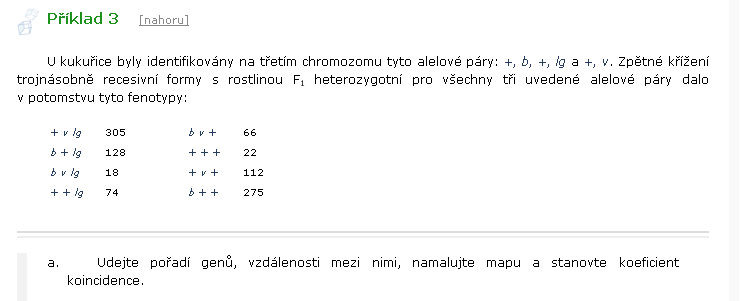 Příklad 3 [nahoru]
U kukuřice byly identifikovány na třetím chromozomu tyto alelové páry: +, b, +, lg a +, v. Zpětné křížení
trojnásobně recesivní formy s rostlinou F1 heterozygotní pro všechny tři uvedené alelové páry dalo
v potomstvu tyto fenotypy:
+ v lg 305 b v + 66
b + lg 128 + + + 22
b v lg 18 + v + 112
+ + lg 74 b + + 275
a. Udejte pořadí genů, vzdálenosti mezi nimi, namalujte mapu a stanovte koeficient
koincidence.